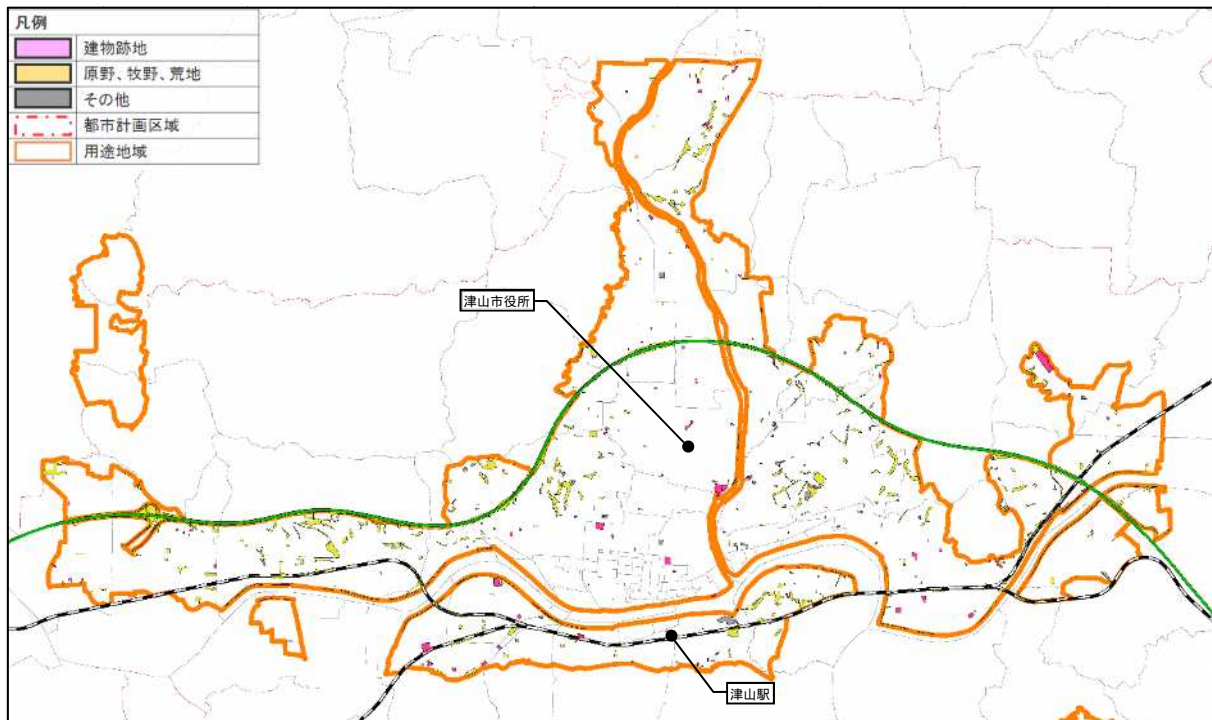 凡例
建物跡地
原野、牧野、荒地
その他
都市計画区域
用途地域
津山市役所
津山駅